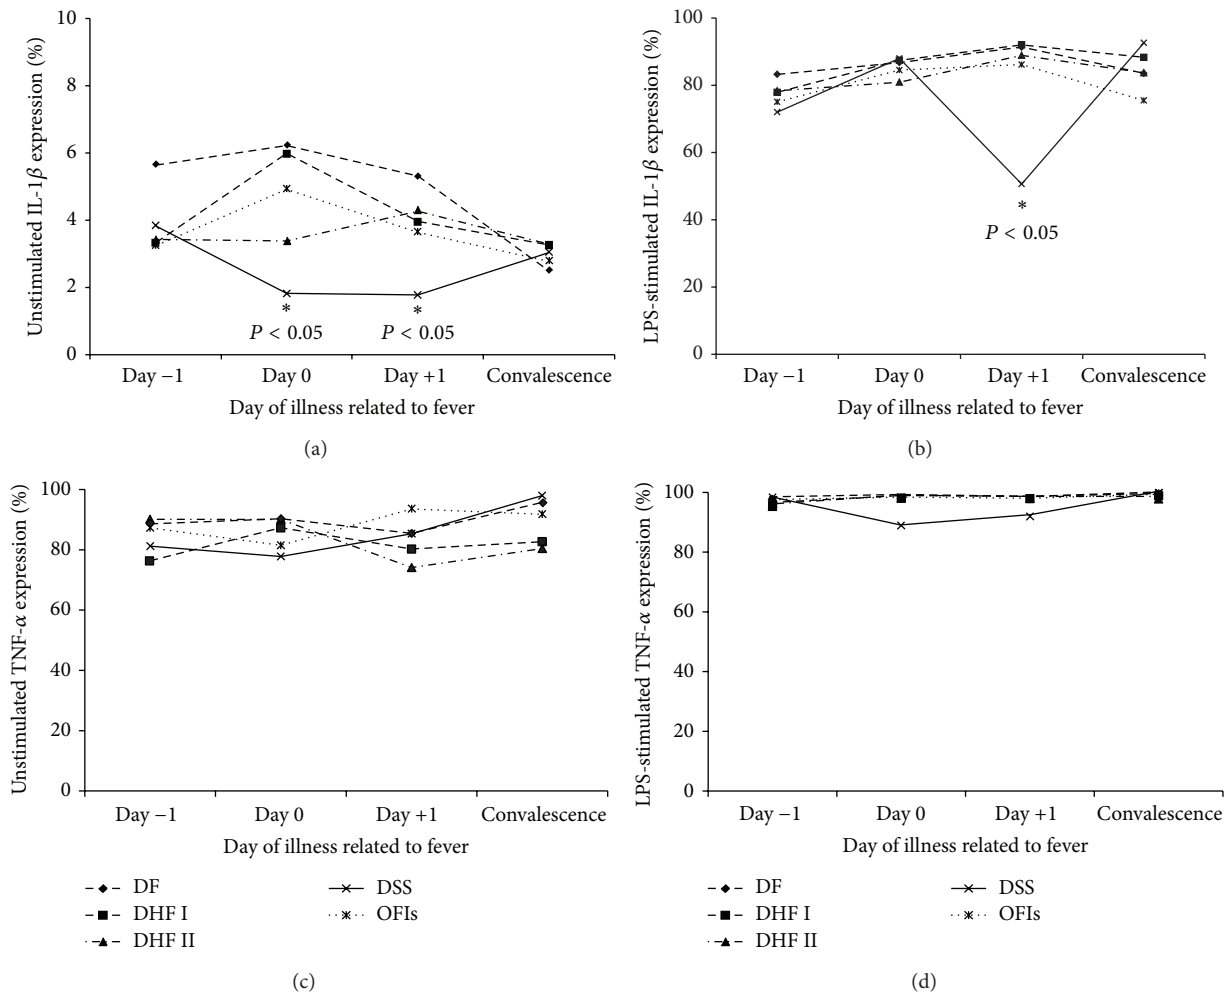 10
8
6
4
2
0
Unstimulated IL-1β expression (%)
*
P < 0.05
*
P < 0.05
Day −1
Day 0
Day +1
Convalescence
Day of illness related to fever
(a)
100
80
60
40
20
0
LPS-stimulated IL-1β expression (%)
*
P < 0.05
Day −1
Day 0
Day +1
Convalescence
Day of illness related to fever
(b)
100
80
60
40
20
0
Unstimulated TNF-α expression (%)
Day −1
Day 0
Day +1
Convalescence
Day of illness related to fever
DF
DHF I
DHF II
DSS
OFIs
(c)
100
80
60
40
20
0
LPS-stimulated TNF-α expression (%)
Day −1
Day 0
Day +1
Convalescence
Day of illness related to fever
DF
DHF I
DHF II
DSS
OFIs
(d)